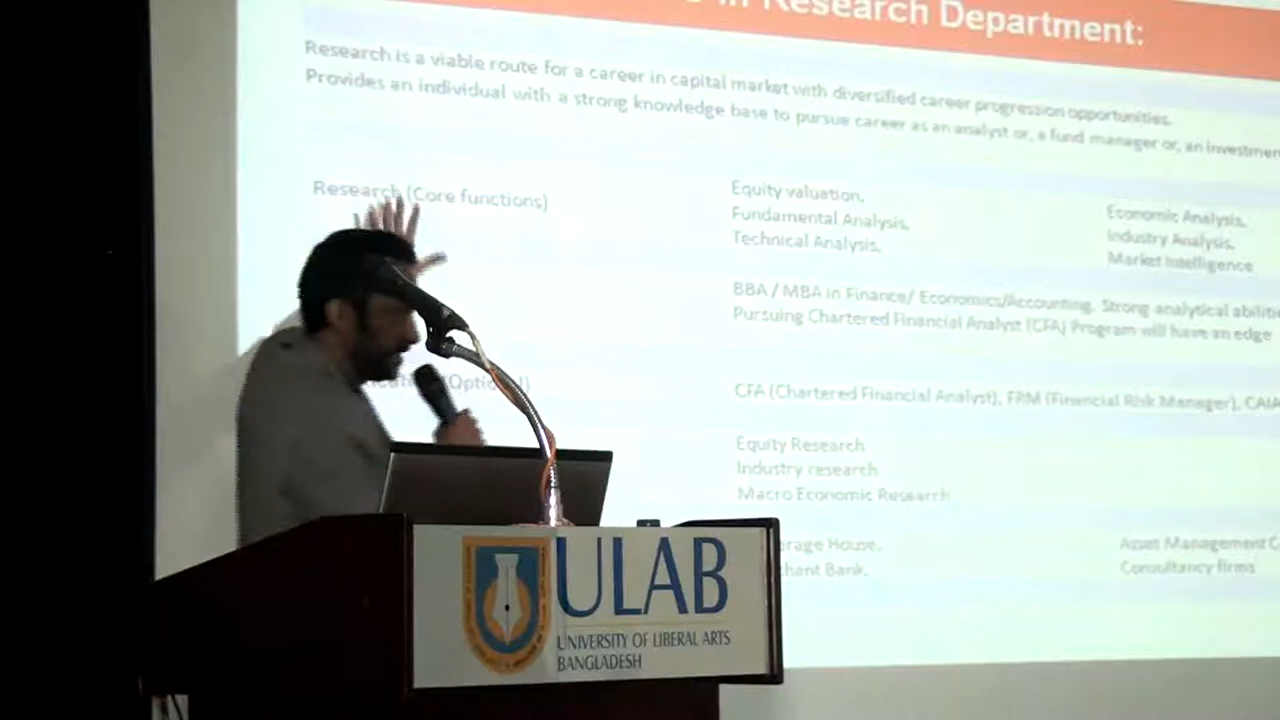 in Research Department:
Research is a viable route for a career in capital market with diversified career progression opportunities.
Provides an individual with a strong knowledge base to pursue career as an analyst or, a fund manager or, an investmen
Research (Core functions)
Equity valuation,
Fundamental Analysis,
Technical Analysis,
Economic Analysis,
Industry Analysis,
Market Intelligence
BBA / MBA in Finance/ Economics/Accounting. Strong analytical abiliti
Pursuing Chartered Financial Analyst (CFA) Program will have an edge
CFA (Chartered Financial Analyst), FRM (Financial Risk Manager), CAIA
Equity Research
Industry research
Macro Economic Research
erage House,
chant Bank,
Asset Management C
Consultancy firms
ULAB
UNIVERSITY OF LIBERAL ARTS
BANGLADESH